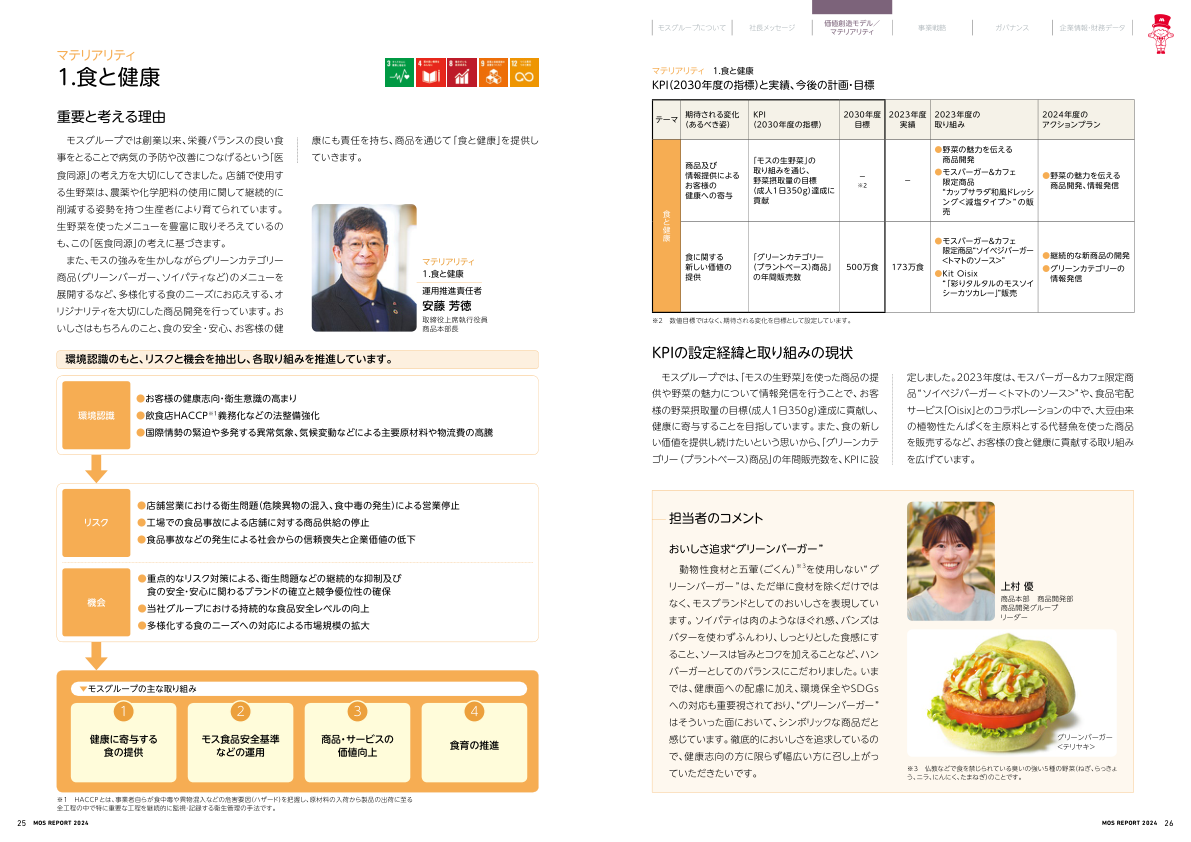 マテリアリティ
1.食と健康
3
4
8
9
12
重要と考える理由
モスグループでは創業以来、栄養バランスの良い食
事をとることで病気の予防や改善につなげるという「医
食同源」の考え方を大切にしてきました。店舗で使用す
る生野菜は、農薬や化学肥料の使用に関して継続的に
削減する姿勢を持つ生産者により育てられています。
生野菜を使ったメニューを豊富に取りそろえているの
も、この「医食同源」の考えに基づきます。
また、モスの強みを生かしながらグリーンカテゴリー
商品(グリーンバーガー、ソイパティなど)のメニューを
展開するなど、多様化する食のニーズにお応えする、オ
リジナリティを大切にした商品開発を行っています。お
いしさはもちろんのこと、食の安全・安心、お客様の健
康にも責任を持ち、商品を通じて「食と健康」を提供し
ていきます。
マテリアリティ
1.食と健康
運用推進責任者
安藤 芳徳
取締役上席執行役員
商品本部長
環境認識のもと、リスクと機会を抽出し、各取り組みを推進しています。
環境認識
●お客様の健康志向・衛生意識の高まり
●飲食店HACCP※1義務化などの法整備強化
●国際情勢の緊迫や多発する異常気象、気候変動などによる主要原材料や物流費の高騰
リスク
●店舗営業における衛生問題(危険異物の混入、食中毒の発生)による営業停止
●工場での食品事故による店舗に対する商品供給の停止
●食品事故などの発生による社会からの信頼喪失と企業価値の低下
機会
●重点的なリスク対策による、衛生問題などの継続的な抑制及び
食の安全・安心に関わるブランドの確立と競争優位性の確保
●当社グループにおける持続的な食品安全レベルの向上
●多様化する食のニーズへの対応による市場規模の拡大
▼モスグループの主な取り組み
1
健康に寄与する
食の提供
2
モス食品安全基準
などの運用
3
商品・サービスの
価値向上
4
食育の推進
※1 HACCPとは、事業者自らが食中毒や異物混入などの危害要因(ハザード)を把握し、原材料の入荷から製品の出荷に至る
全工程の中で特に重要な工程を継続的に監視・記録する衛生管理の手法です。
25 MOS REPORT 2024
モスグループについて
社長メッセージ
価値創造モデル/
マテリアリティ
事業戦略
ガバナンス
企業情報・財務データ
マテリアリティ 1.食と健康
KPI(2030年度の指標)と実績、今後の計画・目標
テーマ
期待される変化
(あるべき姿)
KPI
(2030年度の指標)
2030年度
目標
2023年度
実績
2023年度の
取り組み
2024年度の
アクションプラン
食と健康
商品及び
情報提供による
お客様の
健康への寄与
「モスの生野菜」の
取り組みを通じ、
野菜摂取量の目標
(成人1日350g)達成に
貢献
–
※2
–
●野菜の魅力を伝える
商品開発
●モスバーガー&カフェ
限定商品
“カップサラダ和風ドレッシ
ング<減塩タイプ>”の販
売
●野菜の魅力を伝える
商品開発、情報発信
食に関する
新しい価値の
提供
「グリーンカテゴリー
(プラントベース)商品」
の年間販売数
500万食
173万食
●モスバーガー&カフェ
限定商品“ソイベジバーガー
<トマトのソース>”
●Kit Oisix
“「彩りタルタルのモスソイ
シーカツカレー」”販売
●継続的な新商品の開発
●グリーンカテゴリーの
情報発信
※2 数値目標ではなく、期待される変化を目標として設定しています。
KPIの設定経緯と取り組みの現状
モスグループでは、「モスの生野菜」を使った商品の提
供や野菜の魅力について情報発信を行うことで、お客
様の野菜摂取量の目標(成人1日350g)達成に貢献し、
健康に寄与することを目指しています。また、食の新し
い価値を提供し続けたいという思いから、「グリーンカテ
ゴリー(プラントベース)商品」の年間販売数を、KPIに設
定しました。2023年度は、モスバーガー&カフェ限定商
品“ソイベジバーガー<トマトのソース>”や、食品宅配
サービス「Oisix」とのコラボレーションの中で、大豆由来
の植物性たんぱくを主原料とする代替魚を使った商品
を販売するなど、お客様の食と健康に貢献する取り組み
を広げています。
担当者のコメント
おいしさ追求“グリーンバーガー”
動物性食材と五葷(ごくん)※3を使用しない“グ
リーンバーガー”は、ただ単に食材を除くだけでは
なく、モスブランドとしてのおいしさを表現してい
ます。ソイパティは肉のようなほぐれ感、バンズは
バターを使わずふんわり、しっとりとした食感にす
ること、ソースは旨みとコクを加えることなど、ハン
バーガーとしてのバランスにこだわりました。いま
では、健康面への配慮に加え、環境保全やSDGs
への対応も重要視されており、“グリーンバーガー”
はそういった面において、シンボリックな商品だと
感じています。徹底的においしさを追求しているの
で、健康志向の方に限らず幅広い方に召し上がっ
ていただきたいです。
上村 優
商品本部 商品開発部
商品開発グループ
リーダー
グリーンバーガー
<テリヤキ>
※3 仏教などで食を禁じられている臭いの強い5種の野菜(ねぎ、らっきょ
う、ニラ、にんにく、たまねぎ)のことです。
MOS REPORT 2024 26